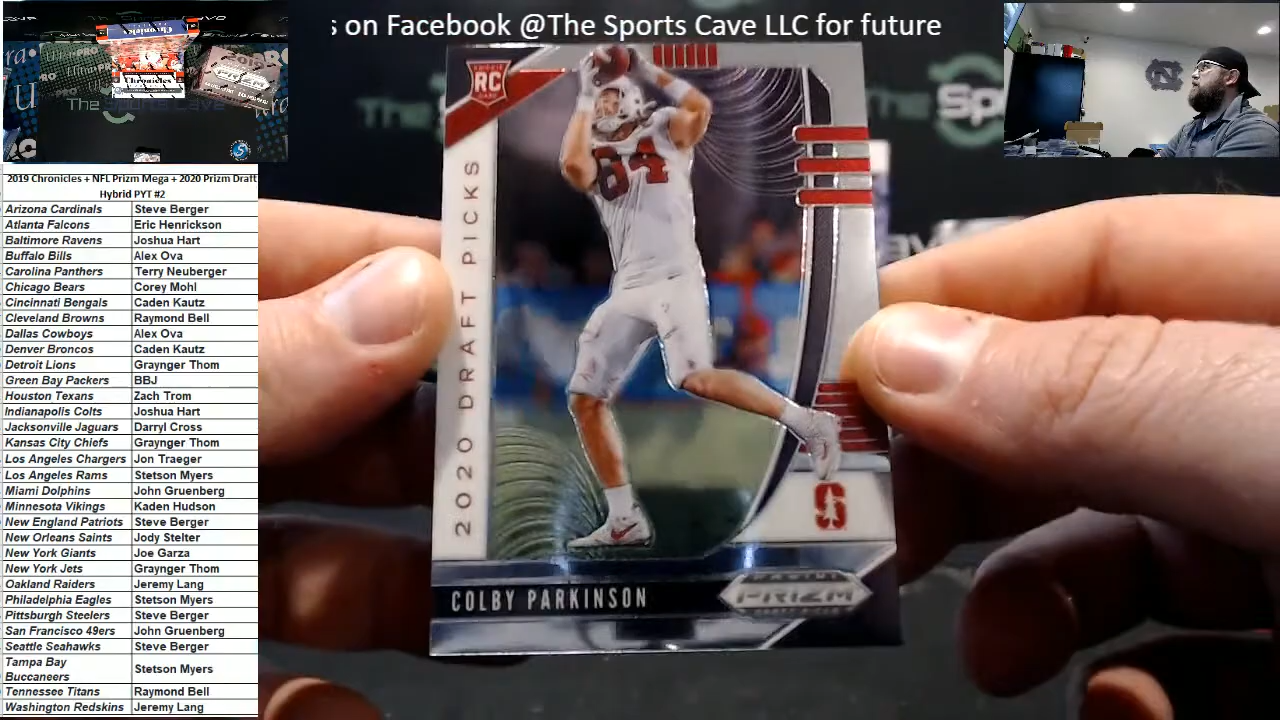 s on Facebook @The Sports Cave LLC for future
Chronicles
2019 Chronicles + NFL Prizm Mega + 2020 Prizm Draft
Hybrid PYT #2
Arizona Cardinals Steve Berger
Atlanta Falcons Eric Henrickson
Baltimore Ravens Joshua Hart
Buffalo Bills Alex Ova
Carolina Panthers Terry Neuberger
Chicago Bears Corey Mohl
Cincinnati Bengals Caden Kautz
Cleveland Browns Raymond Bell
Dallas Cowboys Alex Ova
Denver Broncos Caden Kautz
Detroit Lions Graynger Thom
Green Bay Packers BBJ
Houston Texans Zach Trom
Indianapolis Colts Joshua Hart
Jacksonville Jaguars Darryl Cross
Kansas City Chiefs Graynger Thom
Los Angeles Chargers Jon Traeger
Los Angeles Rams Stetson Myers
Miami Dolphins John Gruenberg
Minnesota Vikings Kaden Hudson
New England Patriots Steve Berger
New Orleans Saints Jody Stelter
New York Giants Joe Garza
New York Jets Graynger Thom
Oakland Raiders Jeremy Lang
Philadelphia Eagles Stetson Myers
Pittsburgh Steelers Steve Berger
San Francisco 49ers John Gruenberg
Seattle Seahawks Steve Berger
Tampa Bay
Buccaneers Stetson Myers
Tennessee Titans Raymond Bell
Washington Redskins Jeremy Lang
RC
2020 DRAFT PICKS
84
S
COLBY PARKINSON
PANINI
PRIZM
DRAFT PICKS